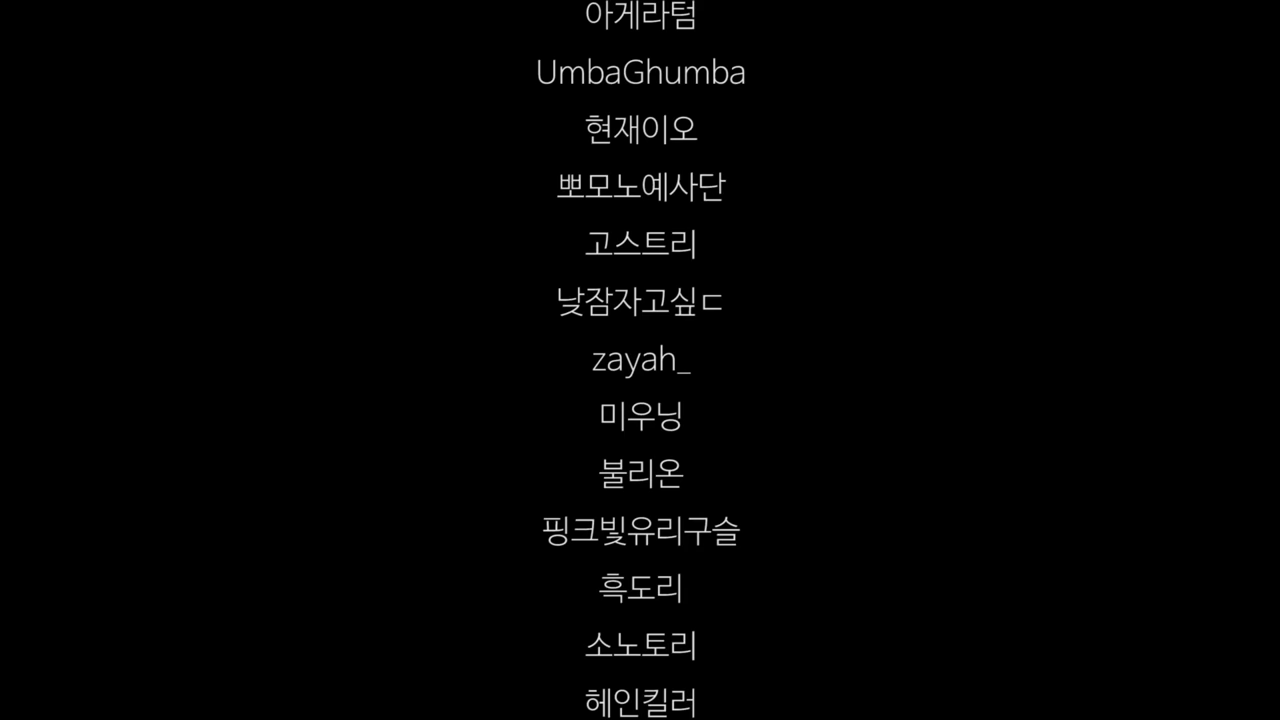 아게라텀
UmbaGhumba
현재이오
뽀모노예사단
고스트리
낮잠자고싶ㄷ
zayah_
미우닝
불리온
핑크빛유리구슬
흑도리
소노토리
헤인킬러